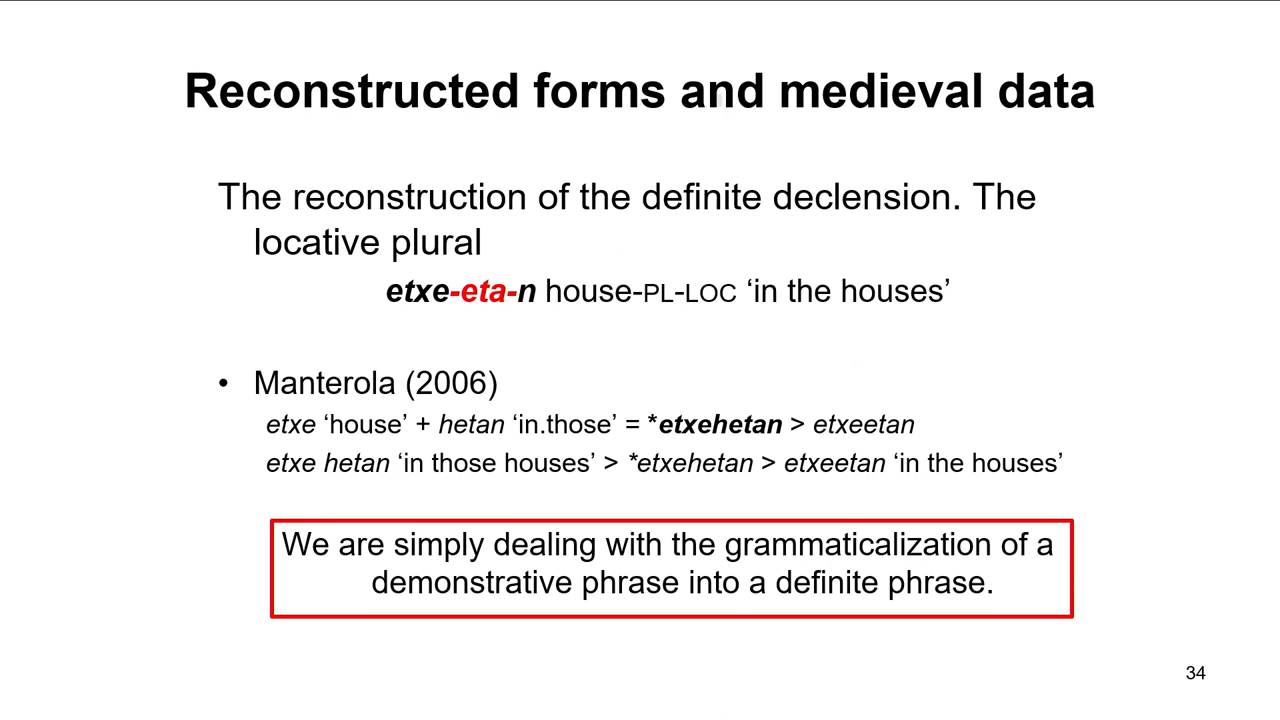 Reconstructed forms and medieval data
The reconstruction of the definite declension. The
locative plural
etxe-eta-n house-PL-LOC ‘in the houses’
• Manterola (2006)
etxe ‘house’ + hetan ‘in.those’ = *etxehetan > etxeetan
etxe hetan ‘in those houses’ > *etxehetan > etxeetan ‘in the houses’
We are simply dealing with the grammaticalization of a
demonstrative phrase into a definite phrase.
34